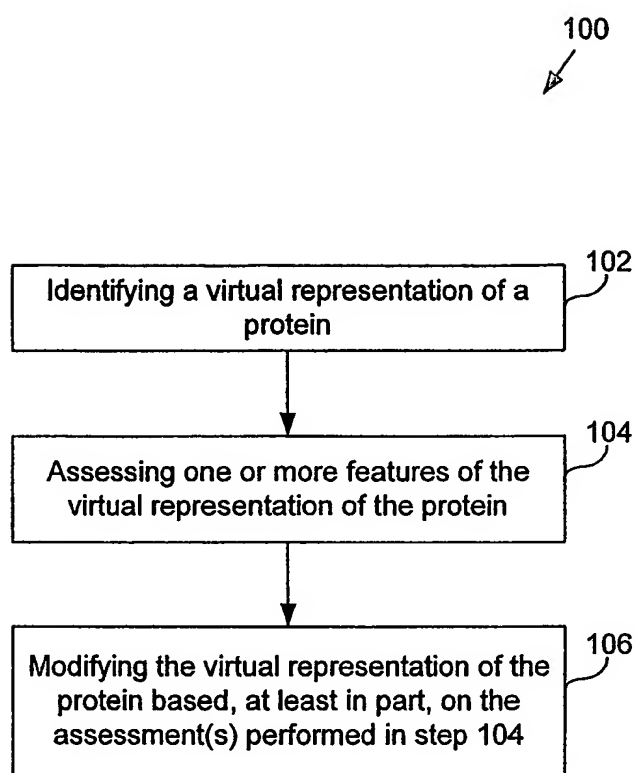 100
102
Identifying a virtual representation of a
protein
104
Assessing one or more features of the
virtual representation of the protein
106
Modifying the virtual representation of the
protein based, at least in part, on the
assessment(s) performed in step 104